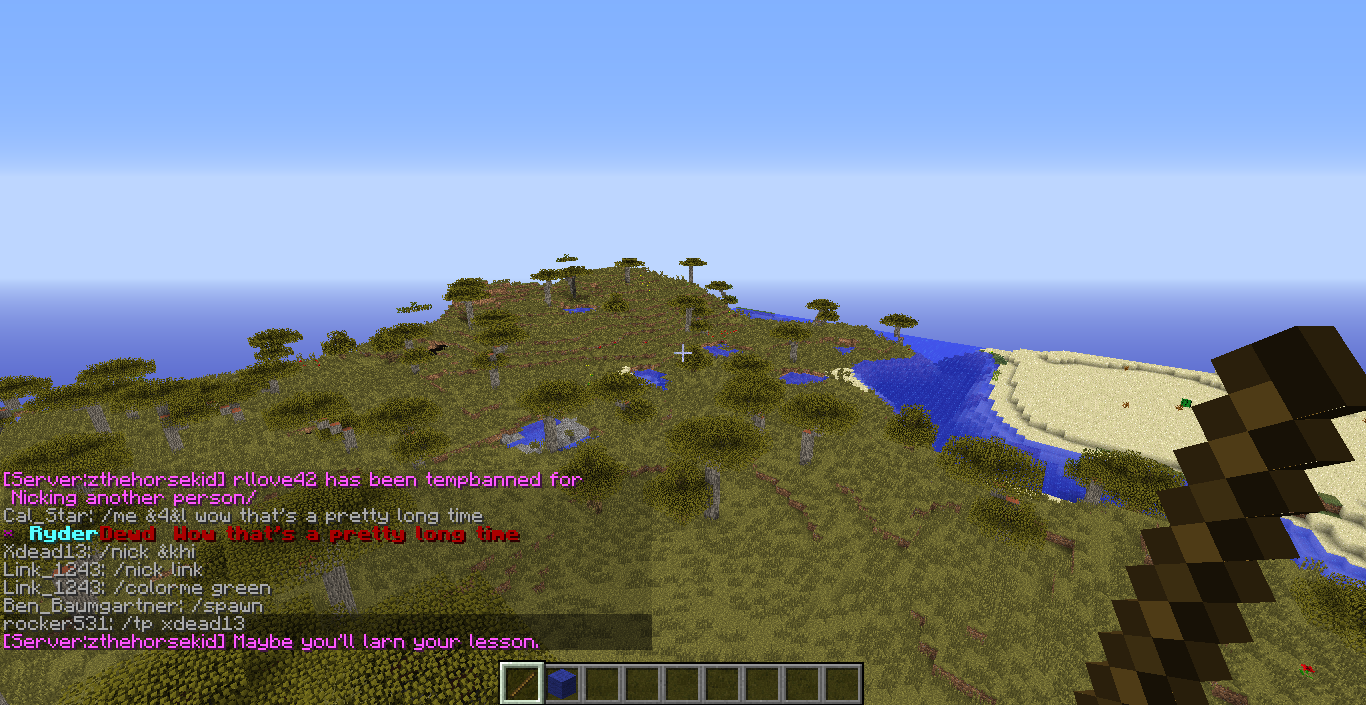 [Server:zthehorsekid] rllove42 has been tempbanned for
Nicking another person/
Cal_Star: /me &4&l wow that's a pretty long time
* RyderDewd Wow that's a pretty long time
Xdead13: /nick &khi
Link_1243: /nick link
Link_1243: /colorme green
Ben_Baumgartner: /spawn
rocker531: /tp xdead13
[Server:zthehorsekid] Maybe you'll larn your lesson.